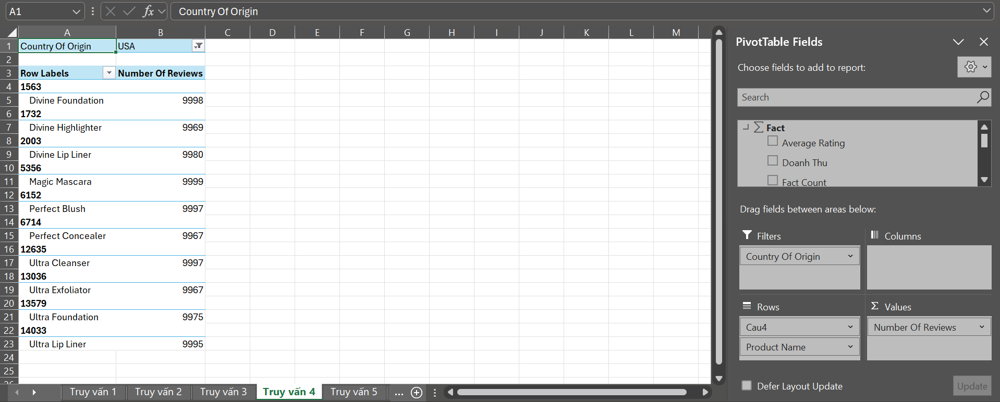 A1
fx
Country Of Origin
A B C D E F G H I J K L M
1 Country Of Origin USA
2
3 Row Labels Number Of Reviews
4 1563
5 Divine Foundation 9998
6 1732
7 Divine Highlighter 9969
8 2003
9 Divine Lip Liner 9980
10 5356
11 Magic Mascara 9999
12 6152
13 Perfect Blush 9997
14 6714
15 Perfect Concealer 9967
16 12635
17 Ultra Cleanser 9997
18 13036
19 Ultra Exfoliator 9967
20 13579
21 Ultra Foundation 9975
22 14033
23 Ultra Lip Liner 9995
24
25
26
Truy vấn 1 Truy vấn 2 Truy vấn 3 Truy vấn 4 Truy vấn 5 ...
PivotTable Fields
Choose fields to add to report:
Search
Σ Fact
Average Rating
Doanh Thu
Fact Count
Drag fields between areas below:
Filters
Country Of Origin
Columns
Rows
Cau4
Product Name
Σ Values
Number Of Reviews
Defer Layout Update
Update